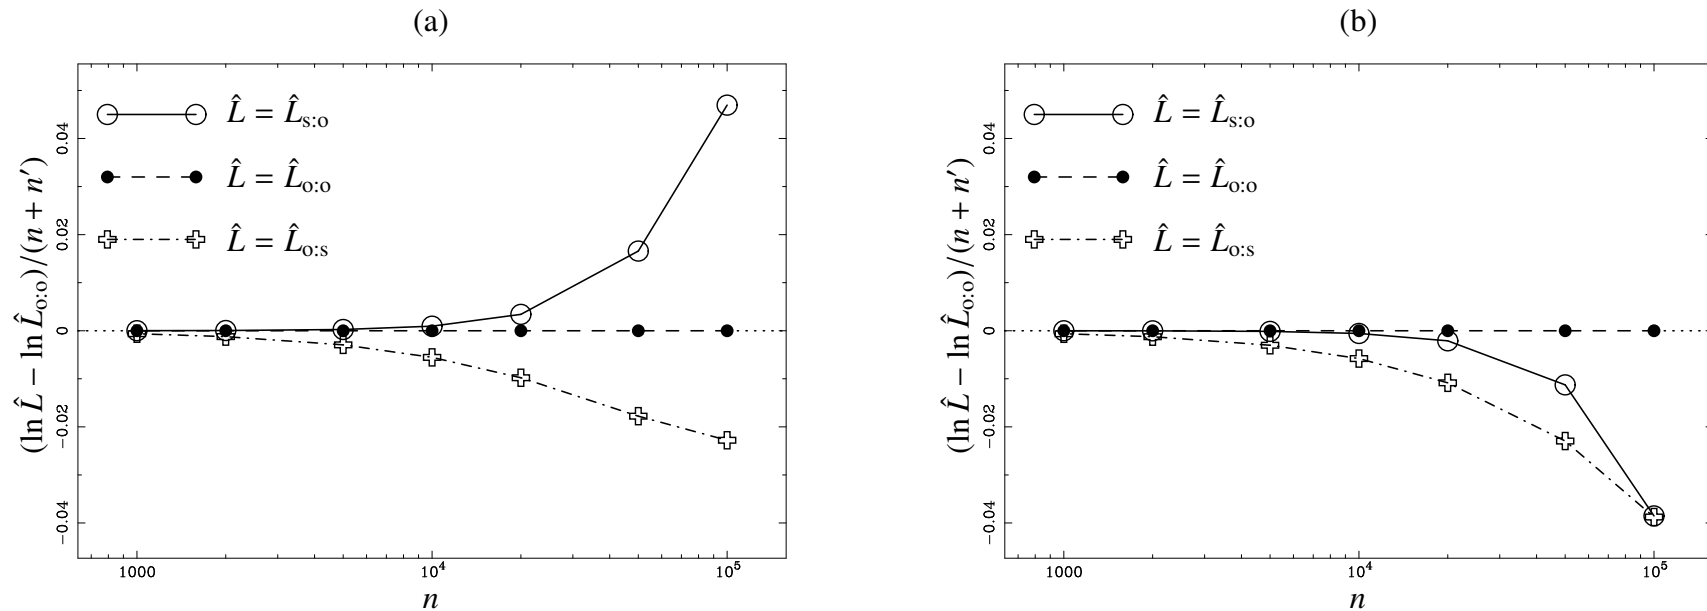 (a)
(ln L̂ − ln L̂ₒ:ₒ)/(n + n′)
0.04
0.02
0
−0.02
−0.04
L̂ = L̂ₛ:ₒ
L̂ = L̂ₒ:ₒ
L̂ = L̂ₒ:ₛ
1000
10⁴
10⁵
n
(b)
(ln L̂ − ln L̂ₒ:ₒ)/(n + n′)
0.04
0.02
0
−0.02
−0.04
L̂ = L̂ₛ:ₒ
L̂ = L̂ₒ:ₒ
L̂ = L̂ₒ:ₛ
1000
10⁴
10⁵
n